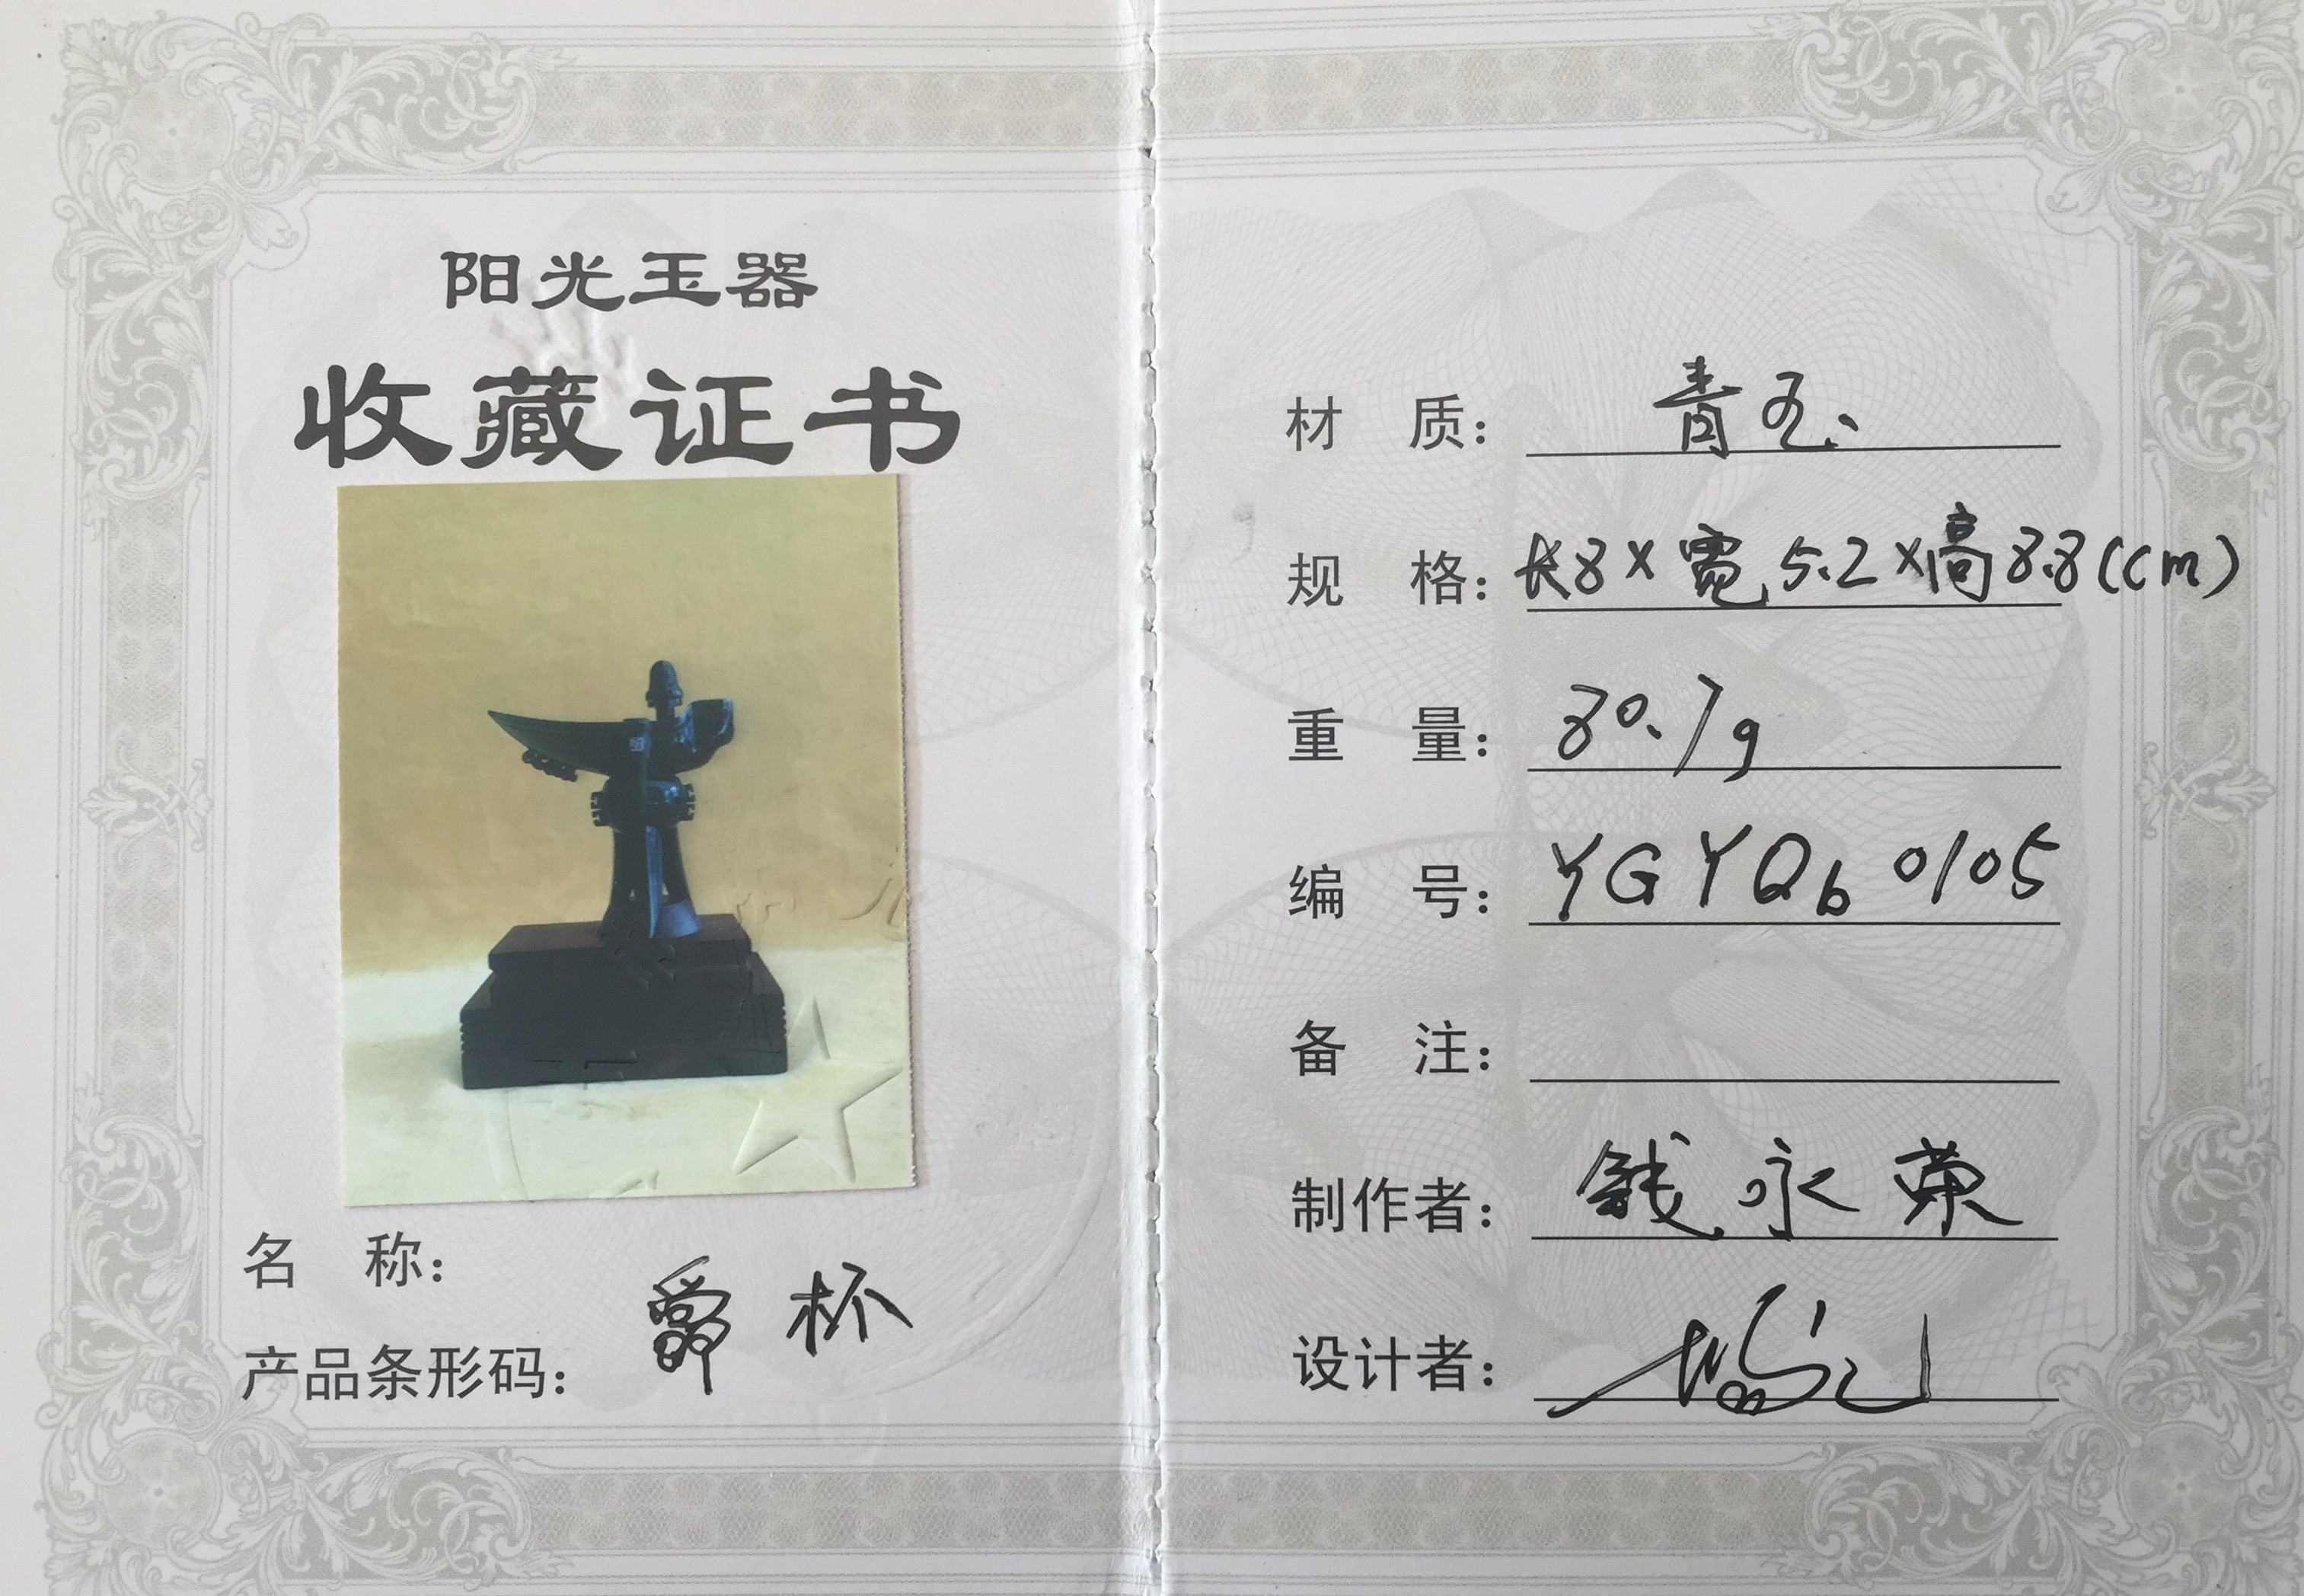 阳光玉器
收藏证书
名 称：
爵杯
产品条形码：
材 质：青玉
规 格：长8×宽5.2×高8.8(cm)
重 量：80.7g
编 号：YGYQb0105
备 注：
制作者：钱永荣
设计者：